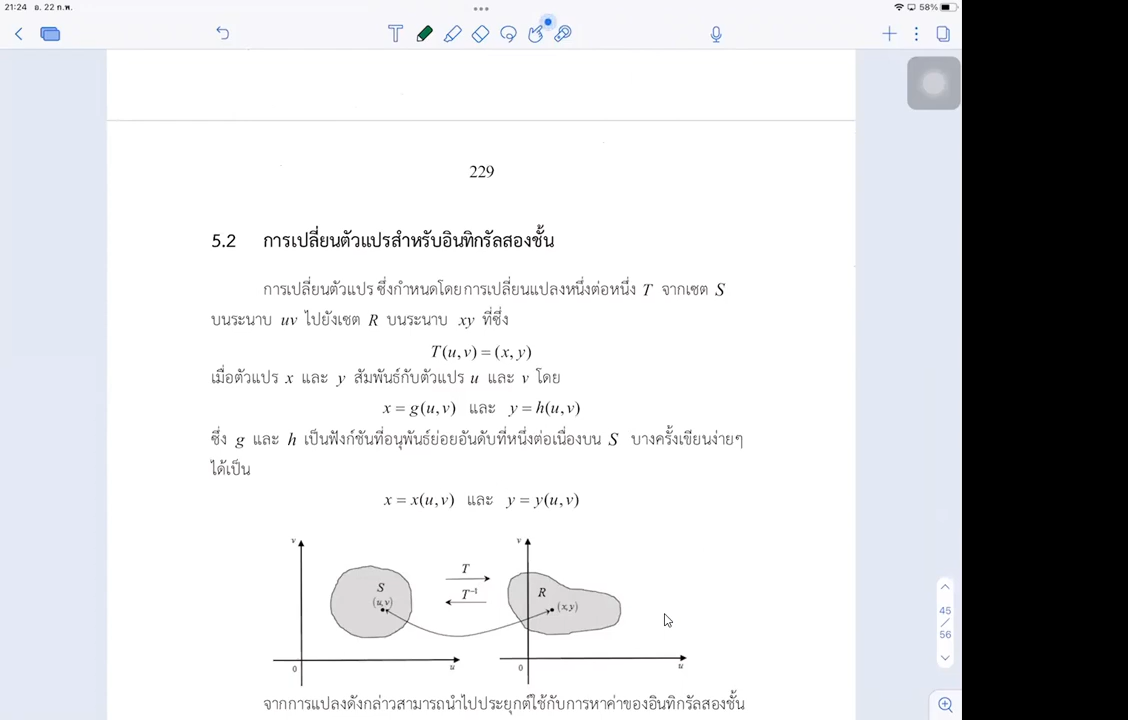 21:24 อ. 22 ก.พ.
58%
229
5.2 การเปลี่ยนตัวแปรสำหรับอินทิกรัลสองชั้น
การเปลี่ยนตัวแปร ซึ่งกำหนดโดยการเปลี่ยนแปลงหนึ่งต่อหนึ่ง T จากเซต S
บนระนาบ uv ไปยังเซต R บนระนาบ xy ที่ซึ่ง
T(u,v) = (x, y)
เมื่อตัวแปร x และ y สัมพันธ์กับตัวแปร u และ v โดย
x = g(u,v) และ y = h(u,v)
ซึ่ง g และ h เป็นฟังก์ชันที่อนุพันธ์ย่อยอันดับที่หนึ่งต่อเนื่องบน S บางครั้งเขียนง่ายๆ
ได้เป็น
x = x(u,v) และ y = y(u,v)
v
S
(u,v)
0
u
T
T⁻¹
v
R
(x,y)
0
u
จากการแปลงดังกล่าวสามารถนำไปประยุกต์ใช้กับการหาค่าของอินทิกรัลสองชั้น
45
/
56